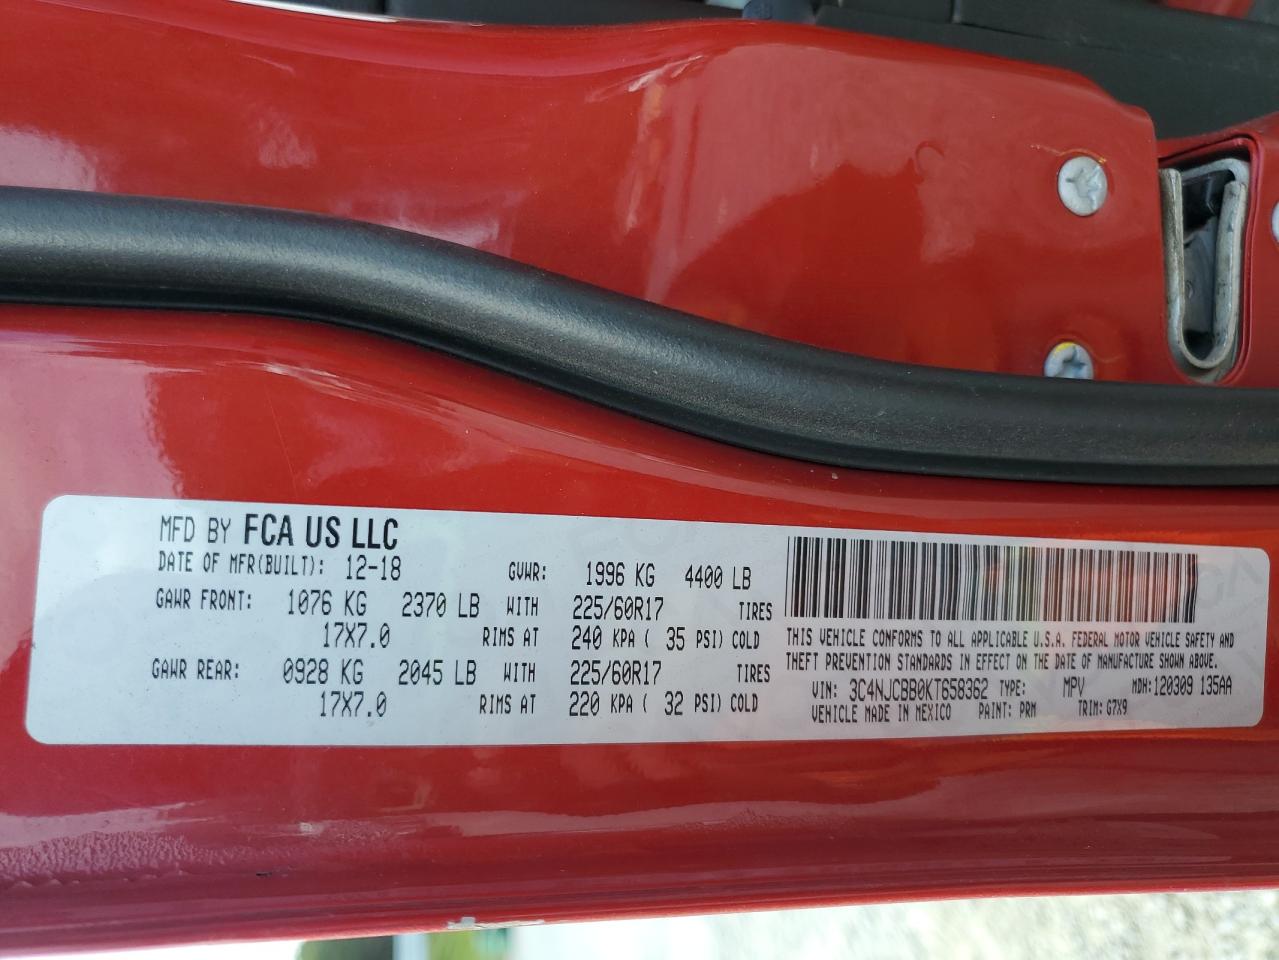 MFD BY FCA US LLC
DATE OF MFR(BUILT): 12-18 GVWR: 1996 KG 4400 LB
GAWR FRONT: 1076 KG 2370 LB WITH 225/60R17 TIRES
17X7.0 RIMS AT 240 KPA ( 35 PSI) COLD
GAWR REAR: 0928 KG 2045 LB WITH 225/60R17 TIRES
17X7.0 RIMS AT 220 KPA ( 32 PSI) COLD
THIS VEHICLE CONFORMS TO ALL APPLICABLE U.S.A. FEDERAL MOTOR VEHICLE SAFETY AND
THEFT PREVENTION STANDARDS IN EFFECT ON THE DATE OF MANUFACTURE SHOWN ABOVE.
VIN: 3C4NJCBB0KT658362 TYPE: MPV MDH:120309 135AA
VEHICLE MADE IN MEXICO PAINT: PRM TRIM: G7X9